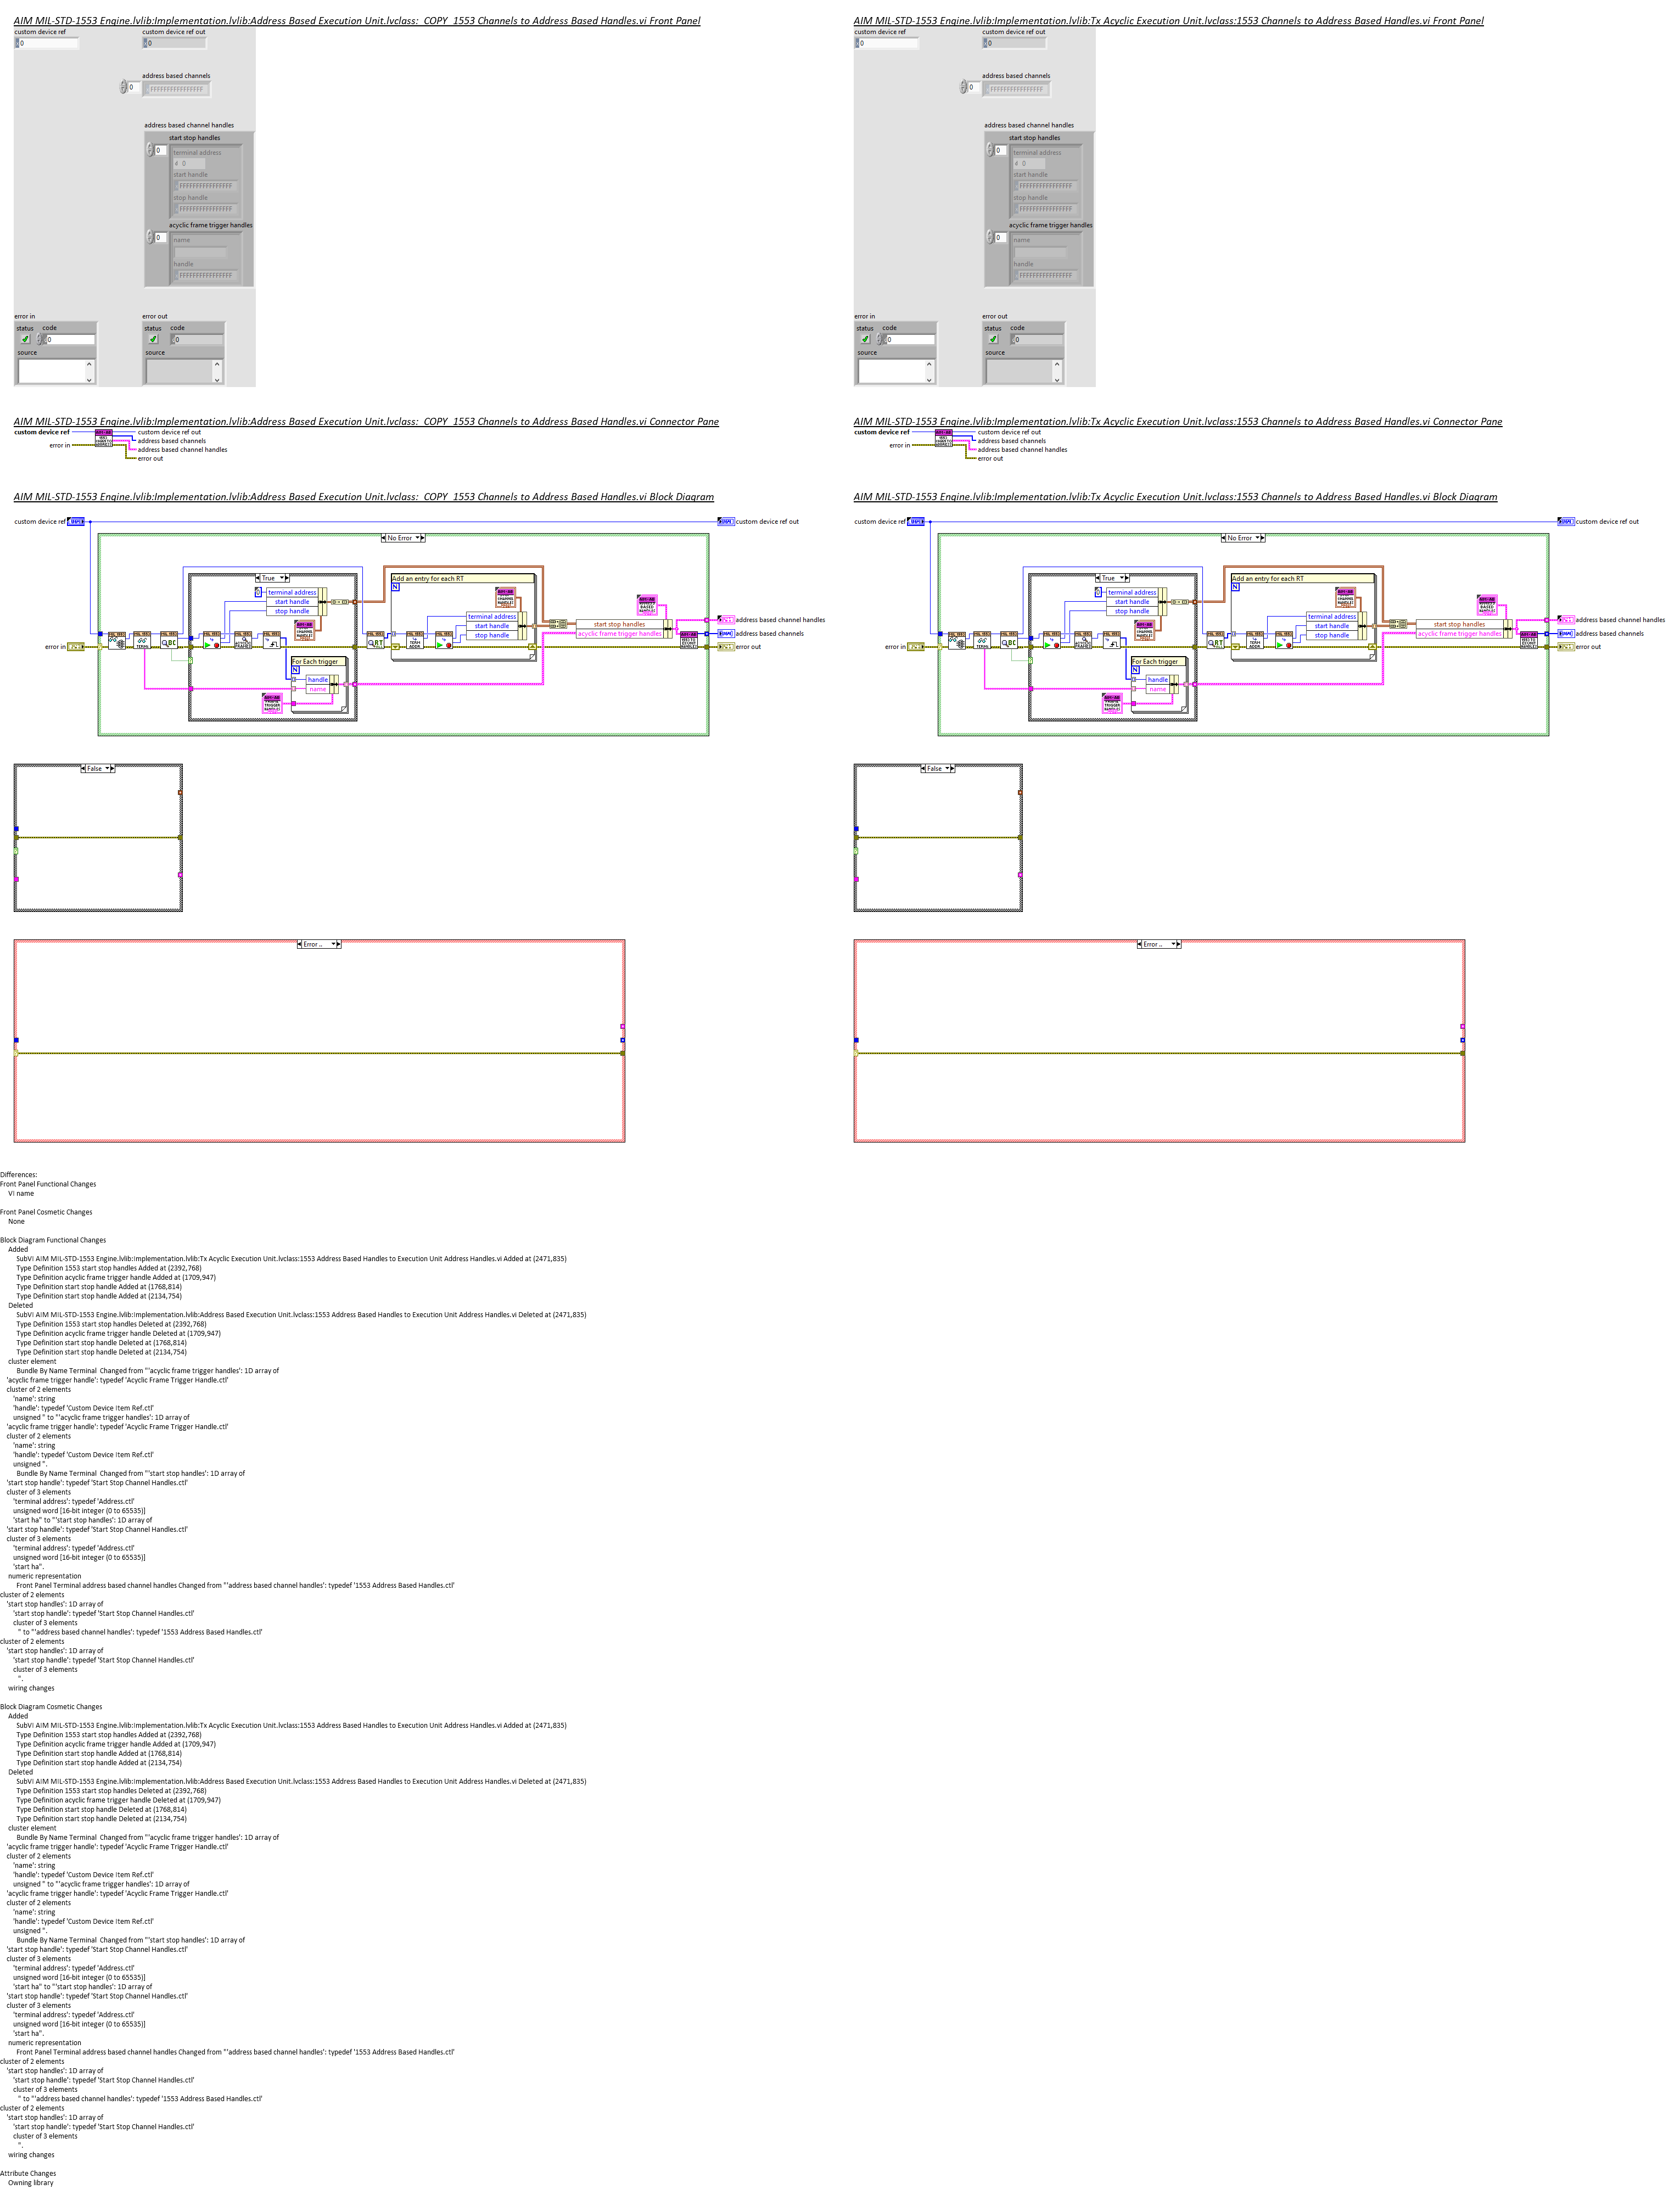 AIM MIL-STD-1553 Engine.lvlib:Implementation.lvlib:Address Based Execution Unit.lvclass:_COPY_1553 Channels to Address Based Handles.vi Front Panel
custom device ref
custom device ref out
0
0
address based channels
0
FFFFFFFFFFFFFFFF
address based channel handles
start stop handles
0
terminal address
4 0
start handle
FFFFFFFFFFFFFFFF
stop handle
FFFFFFFFFFFFFFFF
acyclic frame trigger handles
0
name
handle
FFFFFFFFFFFFFFFF
error in
error out
status code
status code
0
0
source
source
AIM MIL-STD-1553 Engine.lvlib:Implementation.lvlib:Tx Acyclic Execution Unit.lvclass:1553 Channels to Address Based Handles.vi Front Panel
custom device ref
custom device ref out
0
0
address based channels
0
FFFFFFFFFFFFFFFF
address based channel handles
start stop handles
0
terminal address
4 0
start handle
FFFFFFFFFFFFFFFF
stop handle
FFFFFFFFFFFFFFFF
acyclic frame trigger handles
0
name
handle
FFFFFFFFFFFFFFFF
error in
error out
status code
status code
0
0
source
source
AIM MIL-STD-1553 Engine.lvlib:Implementation.lvlib:Address Based Execution Unit.lvclass:_COPY_1553 Channels to Address Based Handles.vi Connector Pane
custom device ref
custom device ref out
address based channels
error in
address based channel handles
error out
AIM MIL-STD-1553 Engine.lvlib:Implementation.lvlib:Tx Acyclic Execution Unit.lvclass:1553 Channels to Address Based Handles.vi Connector Pane
custom device ref
custom device ref out
address based channels
error in
address based channel handles
error out
AIM MIL-STD-1553 Engine.lvlib:Implementation.lvlib:Address Based Execution Unit.lvclass:_COPY_1553 Channels to Address Based Handles.vi Block Diagram
custom device ref
custom device ref out
No Error
True
Add an entry for each RT
N
terminal address
start handle
stop handle
terminal address
start handle
stop handle
start stop handles
acyclic frame trigger handles
address based channel handles
address based channels
error in
error out
For Each trigger
N
handle
name
False
Error ..
AIM MIL-STD-1553 Engine.lvlib:Implementation.lvlib:Tx Acyclic Execution Unit.lvclass:1553 Channels to Address Based Handles.vi Block Diagram
custom device ref
custom device ref out
No Error
True
Add an entry for each RT
N
terminal address
start handle
stop handle
terminal address
start handle
stop handle
start stop handles
acyclic frame trigger handles
address based channel handles
address based channels
error in
error out
For Each trigger
N
handle
name
False
Error ..
Differences:
Front Panel Functional Changes
VI name
Front Panel Cosmetic Changes
None
Block Diagram Functional Changes
Added
SubVI AIM MIL-STD-1553 Engine.lvlib:Implementation.lvlib:Tx Acyclic Execution Unit.lvclass:1553 Address Based Handles to Execution Unit Address Handles.vi Added at (2471,835)
Type Definition 1553 start stop handles Added at (2392,768)
Type Definition acyclic frame trigger handle Added at (1709,947)
Type Definition start stop handle Added at (1768,814)
Type Definition start stop handle Added at (2134,754)
Deleted
SubVI AIM MIL-STD-1553 Engine.lvlib:Implementation.lvlib:Address Based Execution Unit.lvclass:1553 Address Based Handles to Execution Unit Address Handles.vi Deleted at (2471,835)
Type Definition 1553 start stop handles Deleted at (2392,768)
Type Definition acyclic frame trigger handle Deleted at (1709,947)
Type Definition start stop handle Deleted at (1768,814)
Type Definition start stop handle Deleted at (2134,754)
cluster element
Bundle By Name Terminal  Changed from "'acyclic frame trigger handles': 1D array of
'acyclic frame trigger handle': typedef 'Acyclic Frame Trigger Handle.ctl'
cluster of 2 elements
'name': string
'handle': typedef 'Custom Device Item Ref.ctl'
unsigned " to "'acyclic frame trigger handles': 1D array of
'acyclic frame trigger handle': typedef 'Acyclic Frame Trigger Handle.ctl'
cluster of 2 elements
'name': string
'handle': typedef 'Custom Device Item Ref.ctl'
unsigned ".
Bundle By Name Terminal  Changed from "'start stop handles': 1D array of
'start stop handle': typedef 'Start Stop Channel Handles.ctl'
cluster of 3 elements
'terminal address': typedef 'Address.ctl'
unsigned word [16-bit integer (0 to 65535)]
'start ha" to "'start stop handles': 1D array of
'start stop handle': typedef 'Start Stop Channel Handles.ctl'
cluster of 3 elements
'terminal address': typedef 'Address.ctl'
unsigned word [16-bit integer (0 to 65535)]
'start ha".
numeric representation
Front Panel Terminal address based channel handles Changed from "'address based channel handles': typedef '1553 Address Based Handles.ctl'
cluster of 2 elements
'start stop handles': 1D array of
'start stop handle': typedef 'Start Stop Channel Handles.ctl'
cluster of 3 elements
" to "'address based channel handles': typedef '1553 Address Based Handles.ctl'
cluster of 2 elements
'start stop handles': 1D array of
'start stop handle': typedef 'Start Stop Channel Handles.ctl'
cluster of 3 elements
".
wiring changes
Block Diagram Cosmetic Changes
Added
SubVI AIM MIL-STD-1553 Engine.lvlib:Implementation.lvlib:Tx Acyclic Execution Unit.lvclass:1553 Address Based Handles to Execution Unit Address Handles.vi Added at (2471,835)
Type Definition 1553 start stop handles Added at (2392,768)
Type Definition acyclic frame trigger handle Added at (1709,947)
Type Definition start stop handle Added at (1768,814)
Type Definition start stop handle Added at (2134,754)
Deleted
SubVI AIM MIL-STD-1553 Engine.lvlib:Implementation.lvlib:Address Based Execution Unit.lvclass:1553 Address Based Handles to Execution Unit Address Handles.vi Deleted at (2471,835)
Type Definition 1553 start stop handles Deleted at (2392,768)
Type Definition acyclic frame trigger handle Deleted at (1709,947)
Type Definition start stop handle Deleted at (1768,814)
Type Definition start stop handle Deleted at (2134,754)
cluster element
Bundle By Name Terminal  Changed from "'acyclic frame trigger handles': 1D array of
'acyclic frame trigger handle': typedef 'Acyclic Frame Trigger Handle.ctl'
cluster of 2 elements
'name': string
'handle': typedef 'Custom Device Item Ref.ctl'
unsigned " to "'acyclic frame trigger handles': 1D array of
'acyclic frame trigger handle': typedef 'Acyclic Frame Trigger Handle.ctl'
cluster of 2 elements
'name': string
'handle': typedef 'Custom Device Item Ref.ctl'
unsigned ".
Bundle By Name Terminal  Changed from "'start stop handles': 1D array of
'start stop handle': typedef 'Start Stop Channel Handles.ctl'
cluster of 3 elements
'terminal address': typedef 'Address.ctl'
unsigned word [16-bit integer (0 to 65535)]
'start ha" to "'start stop handles': 1D array of
'start stop handle': typedef 'Start Stop Channel Handles.ctl'
cluster of 3 elements
'terminal address': typedef 'Address.ctl'
unsigned word [16-bit integer (0 to 65535)]
'start ha".
numeric representation
Front Panel Terminal address based channel handles Changed from "'address based channel handles': typedef '1553 Address Based Handles.ctl'
cluster of 2 elements
'start stop handles': 1D array of
'start stop handle': typedef 'Start Stop Channel Handles.ctl'
cluster of 3 elements
" to "'address based channel handles': typedef '1553 Address Based Handles.ctl'
cluster of 2 elements
'start stop handles': 1D array of
'start stop handle': typedef 'Start Stop Channel Handles.ctl'
cluster of 3 elements
".
wiring changes
Attribute Changes
Owning library